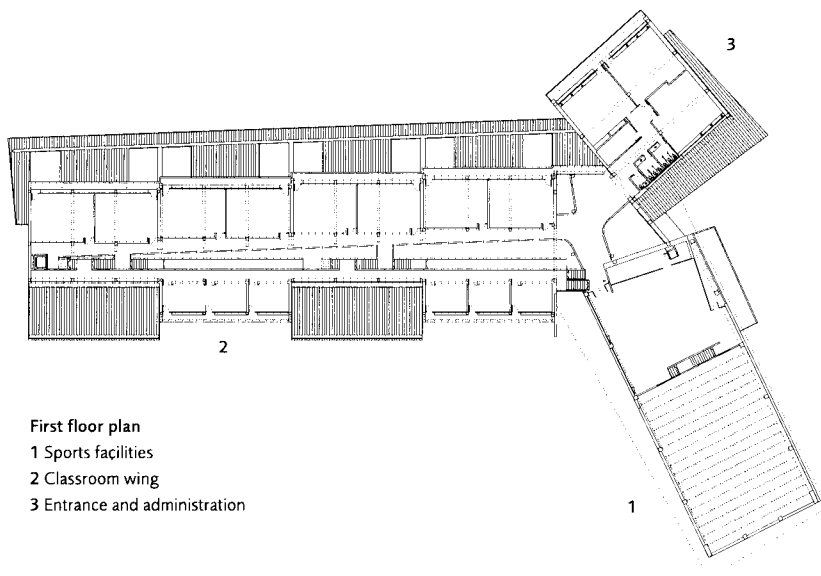 3
2
First floor plan
1 Sports facilities
2 Classroom wing
3 Entrance and administration
1